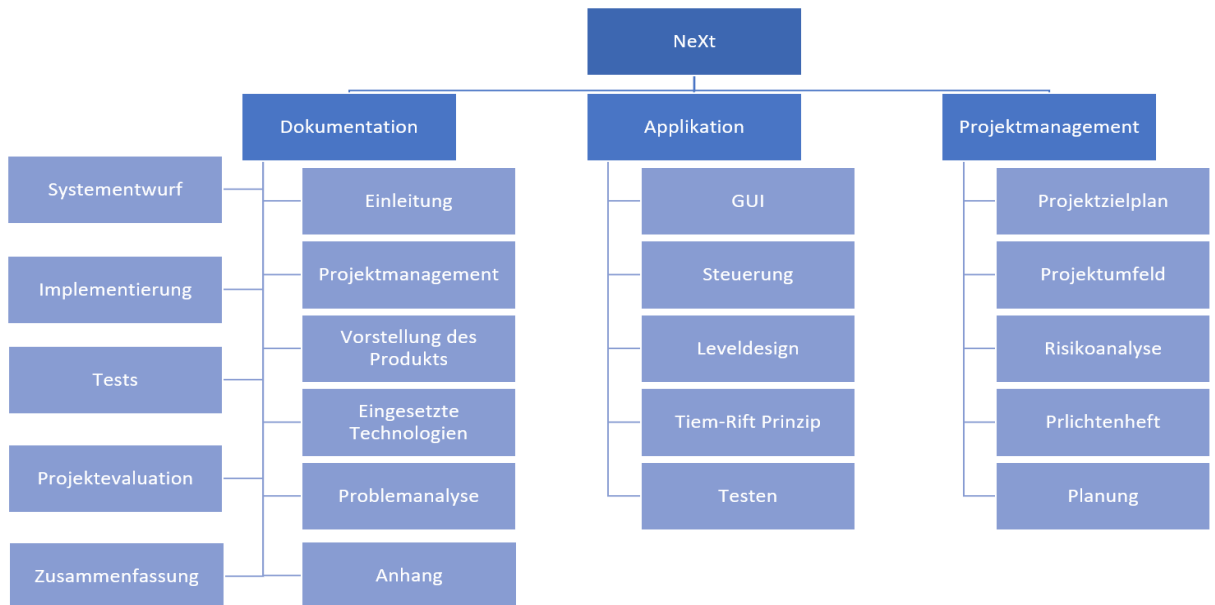 NeXt
Dokumentation
Applikation
Projektmanagement
Systementwurf
Implementierung
Tests
Projektevaluation
Zusammenfassung
Einleitung
Projektmanagement
Vorstellung des
Produkts
Eingesetzte
Technologien
Problemanalyse
Anhang
GUI
Steuerung
Leveldesign
Tiem-Rift Prinzip
Testen
Projektzielplan
Projektumfeld
Risikoanalyse
Prlichtenheft
Planung